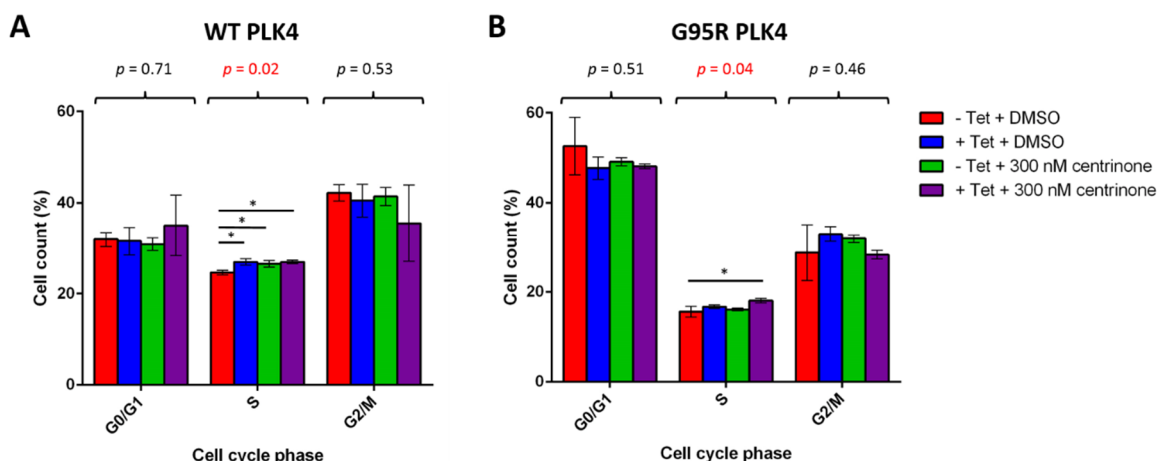 A
WT PLK4
p = 0.71
p = 0.02
p = 0.53
60
40
20
0
Cell count (%)
*
*
*
G0/G1
S
G2/M
Cell cycle phase
B
G95R PLK4
p = 0.51
p = 0.04
p = 0.46
60
40
20
0
Cell count (%)
*
G0/G1
S
G2/M
Cell cycle phase
- Tet + DMSO
+ Tet + DMSO
- Tet + 300 nM centrinone
+ Tet + 300 nM centrinone